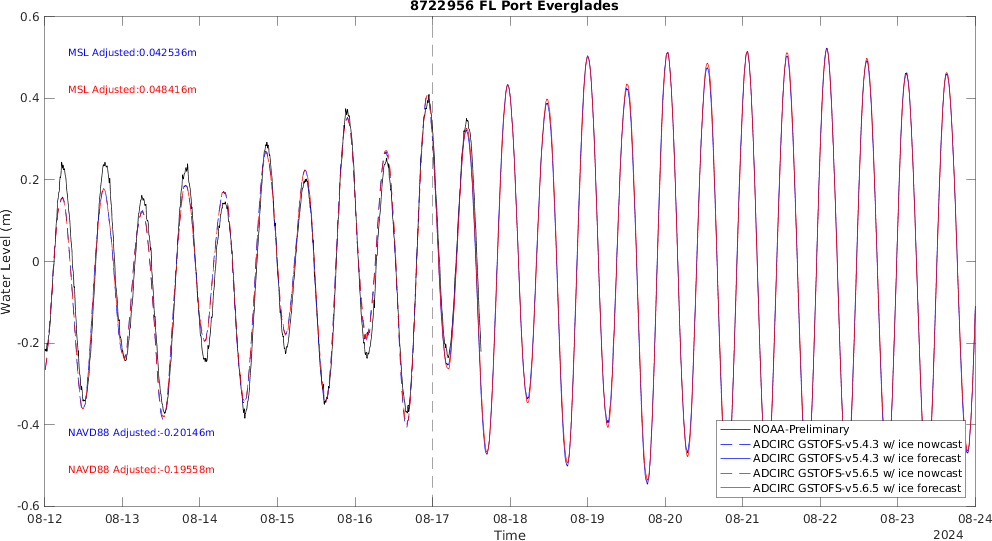 8722956 FL Port Everglades
0.6
0.4
0.2
0
-0.2
-0.4
-0.6
Water Level (m)
MSL Adjusted:0.042536m
MSL Adjusted:0.048416m
NAVD88 Adjusted:-0.20146m
NAVD88 Adjusted:-0.19558m
NOAA-Preliminary
ADCIRC GSTOFS-v5.4.3 w/ ice nowcast
ADCIRC GSTOFS-v5.4.3 w/ ice forecast
ADCIRC GSTOFS-v5.6.5 w/ ice nowcast
ADCIRC GSTOFS-v5.6.5 w/ ice forecast
08-12 08-13 08-14 08-15 08-16 08-17 08-18 08-19 08-20 08-21 08-22 08-23 08-24
Time
2024